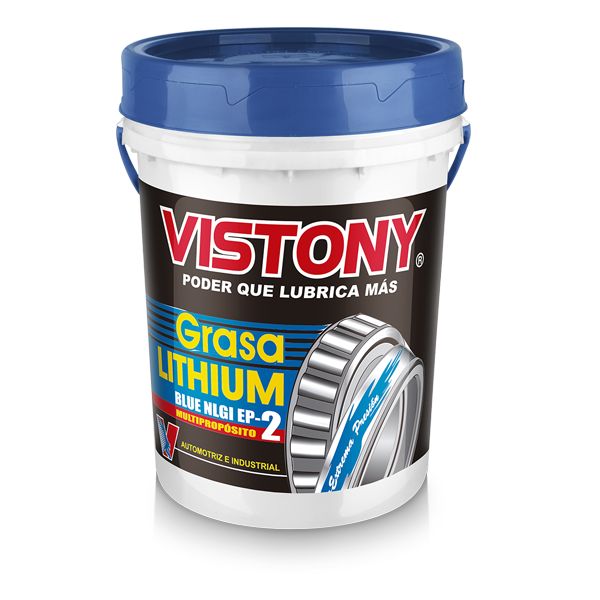 VISTONY®
PODER QUE LUBRICA MÁS
Grasa
LITHIUM
BLUE NLGI EP-2
MULTIPROPÓSITO
AUTOMOTRIZ E INDUSTRIAL
Extrema Presión